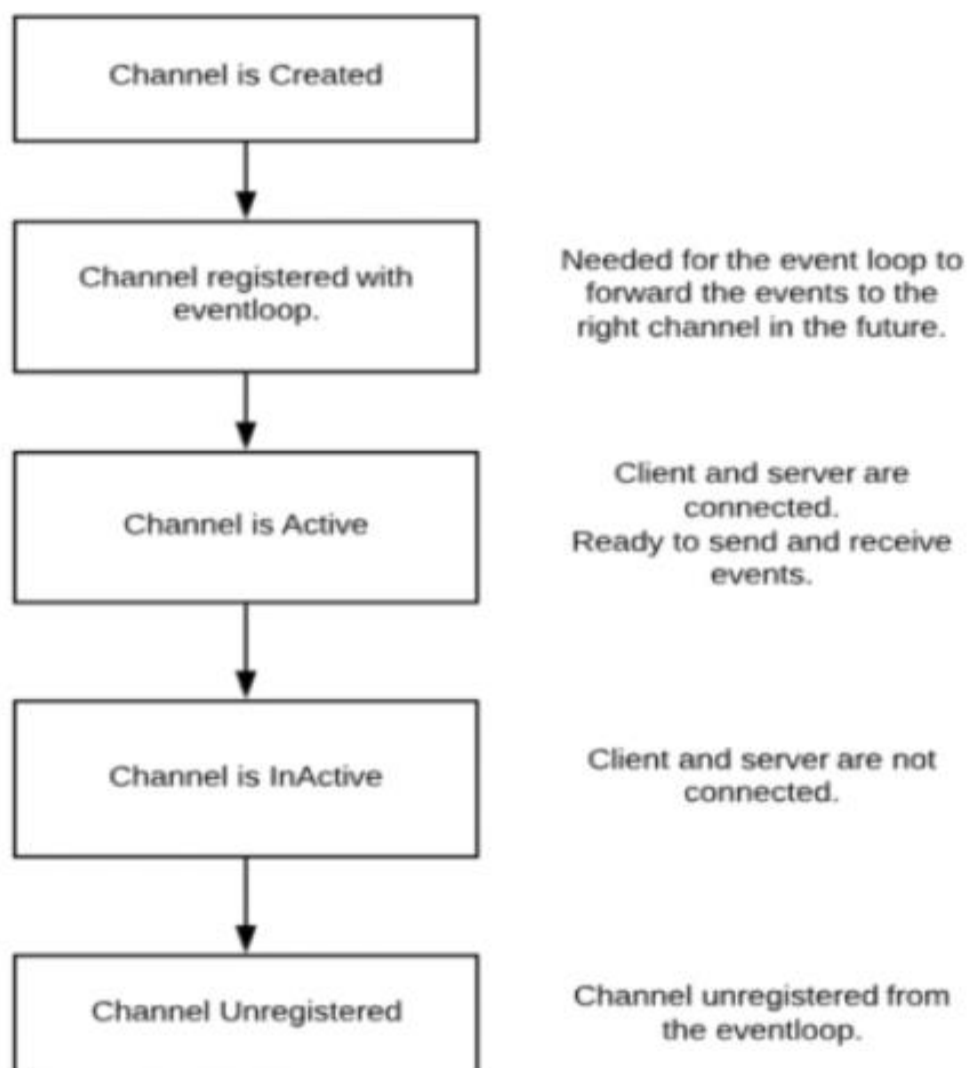 Channel is Created
Channel registered with
eventloop.
Needed for the event loop to
forward the events to the
right channel in the future.
Channel is Active
Client and server are
connected.
Ready to send and receive
events.
Channel is InActive
Client and server are not
connected.
Channel Unregistered
Channel unregistered from
the eventloop.